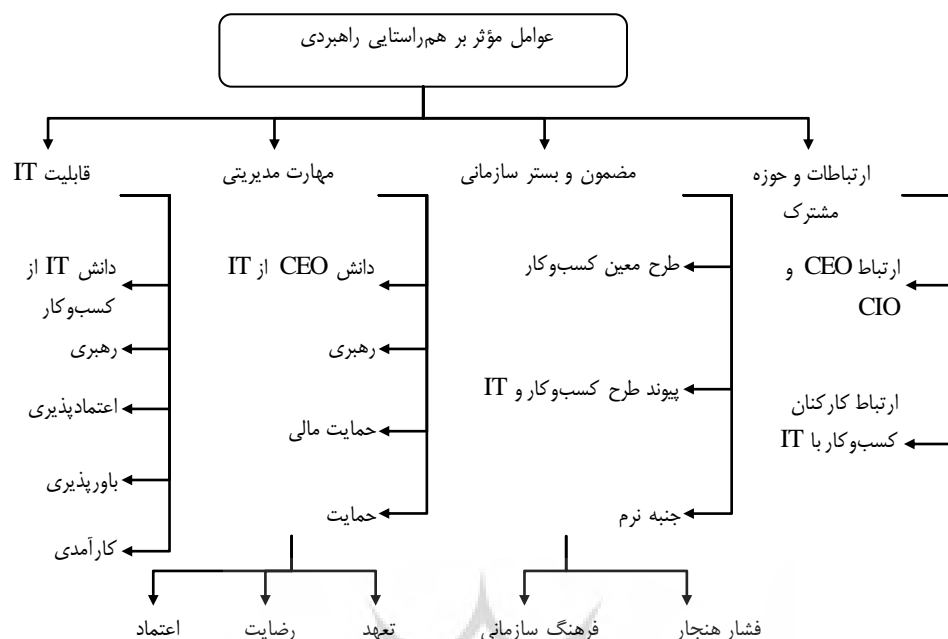 عوامل مؤثر بر هم‌راستایی راهبردی
ارتباطات و حوزه
مشترک
ارتباط CEO و
CIO
ارتباط کارکنان
کسب‌وکار با IT
مضمون و بستر سازمانی
طرح معین کسب‌وکار
پیوند طرح کسب‌وکار و IT
جنبه نرم
فشار هنجار
فرهنگ سازمانی
مهارت مدیریتی
دانش CEO از IT
رهبری
حمایت مالی
حمایت
تعهد
رضایت
اعتماد
قابلیت IT
دانش IT از
کسب‌وکار
رهبری
اعتمادپذیری
باورپذیری
کارآمدی